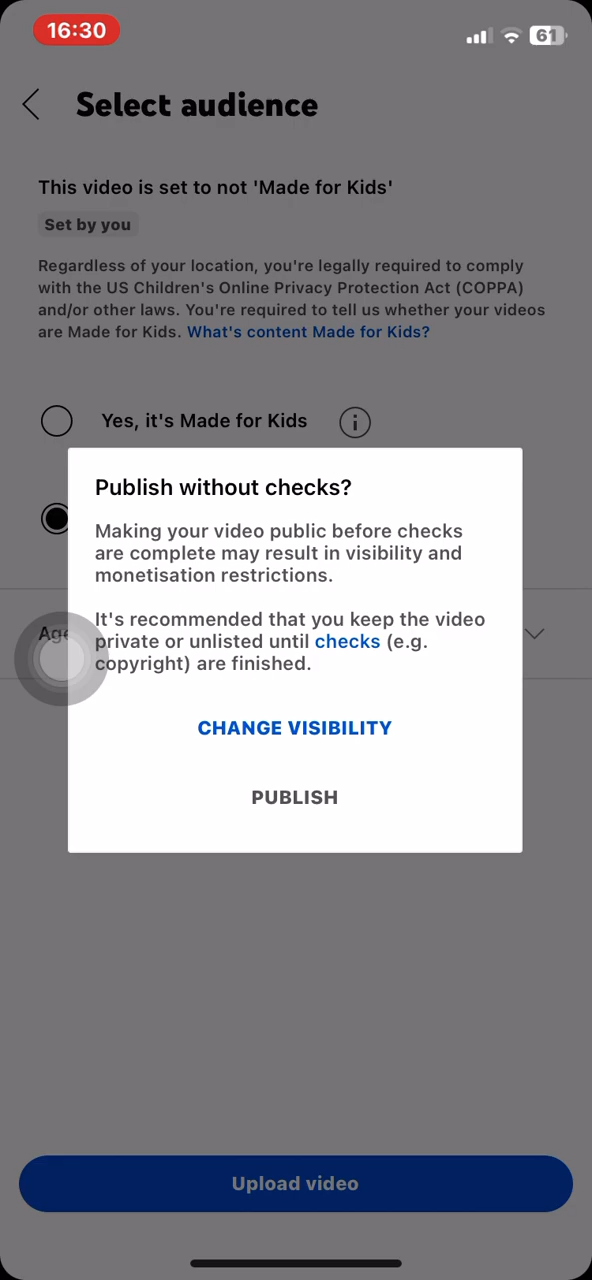 16:30
61
Select audience
This video is set to not 'Made for Kids'
Set by you
Regardless of your location, you're legally required to comply
with the US Children's Online Privacy Protection Act (COPPA)
and/or other laws. You're required to tell us whether your videos
are Made for Kids. What's content Made for Kids?
Yes, it's Made for Kids
Publish without checks?
Making your video public before checks
are complete may result in visibility and
monetisation restrictions.
It's recommended that you keep the video
private or unlisted until checks (e.g.
copyright) are finished.
CHANGE VISIBILITY
PUBLISH
Upload video